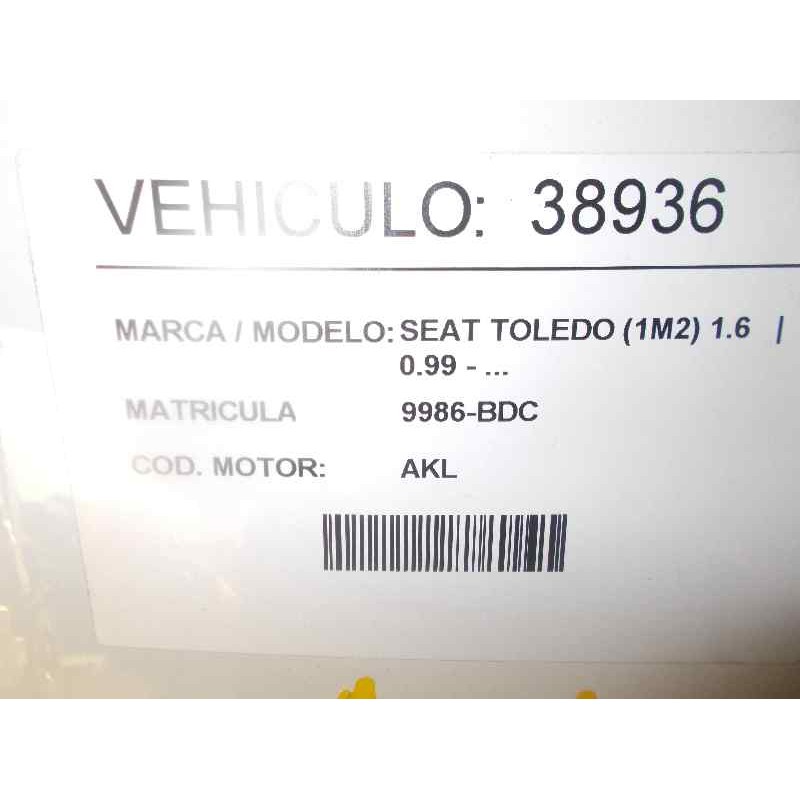 VEHICULO: 38936
MARCA / MODELO: SEAT TOLEDO (1M2) 1.6 |
0.99 - ...
MATRICULA 9986-BDC
COD. MOTOR: AKL